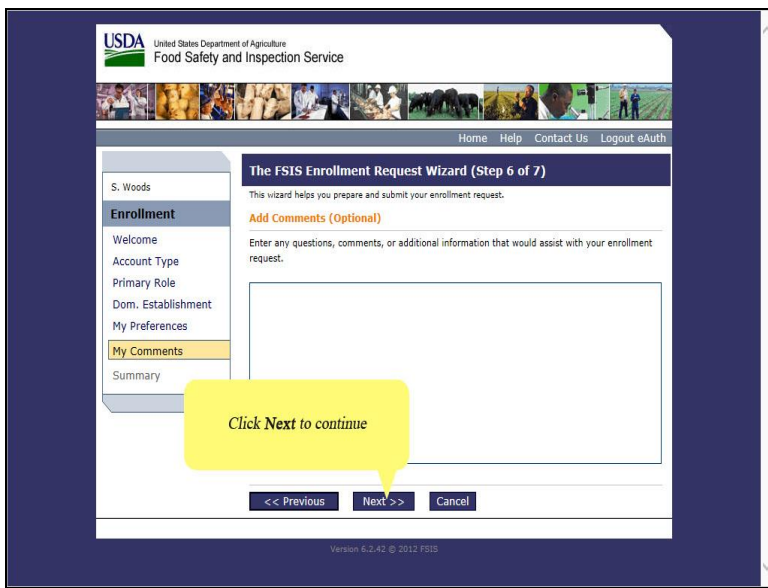 USDA
United States Department of Agriculture
Food Safety and Inspection Service
Home Help Contact Us Logout eAuth
S. Woods
Enrollment
Welcome
Account Type
Primary Role
Dom. Establishment
My Preferences
My Comments
Summary
The FSIS Enrollment Request Wizard (Step 6 of 7)
This wizard helps you prepare and submit your enrollment request.
Add Comments (Optional)
Enter any questions, comments, or additional information that would assist with your enrollment
request.
Click Next to continue
<< Previous Next >> Cancel
Version 6.2.42 © 2012 FSIS